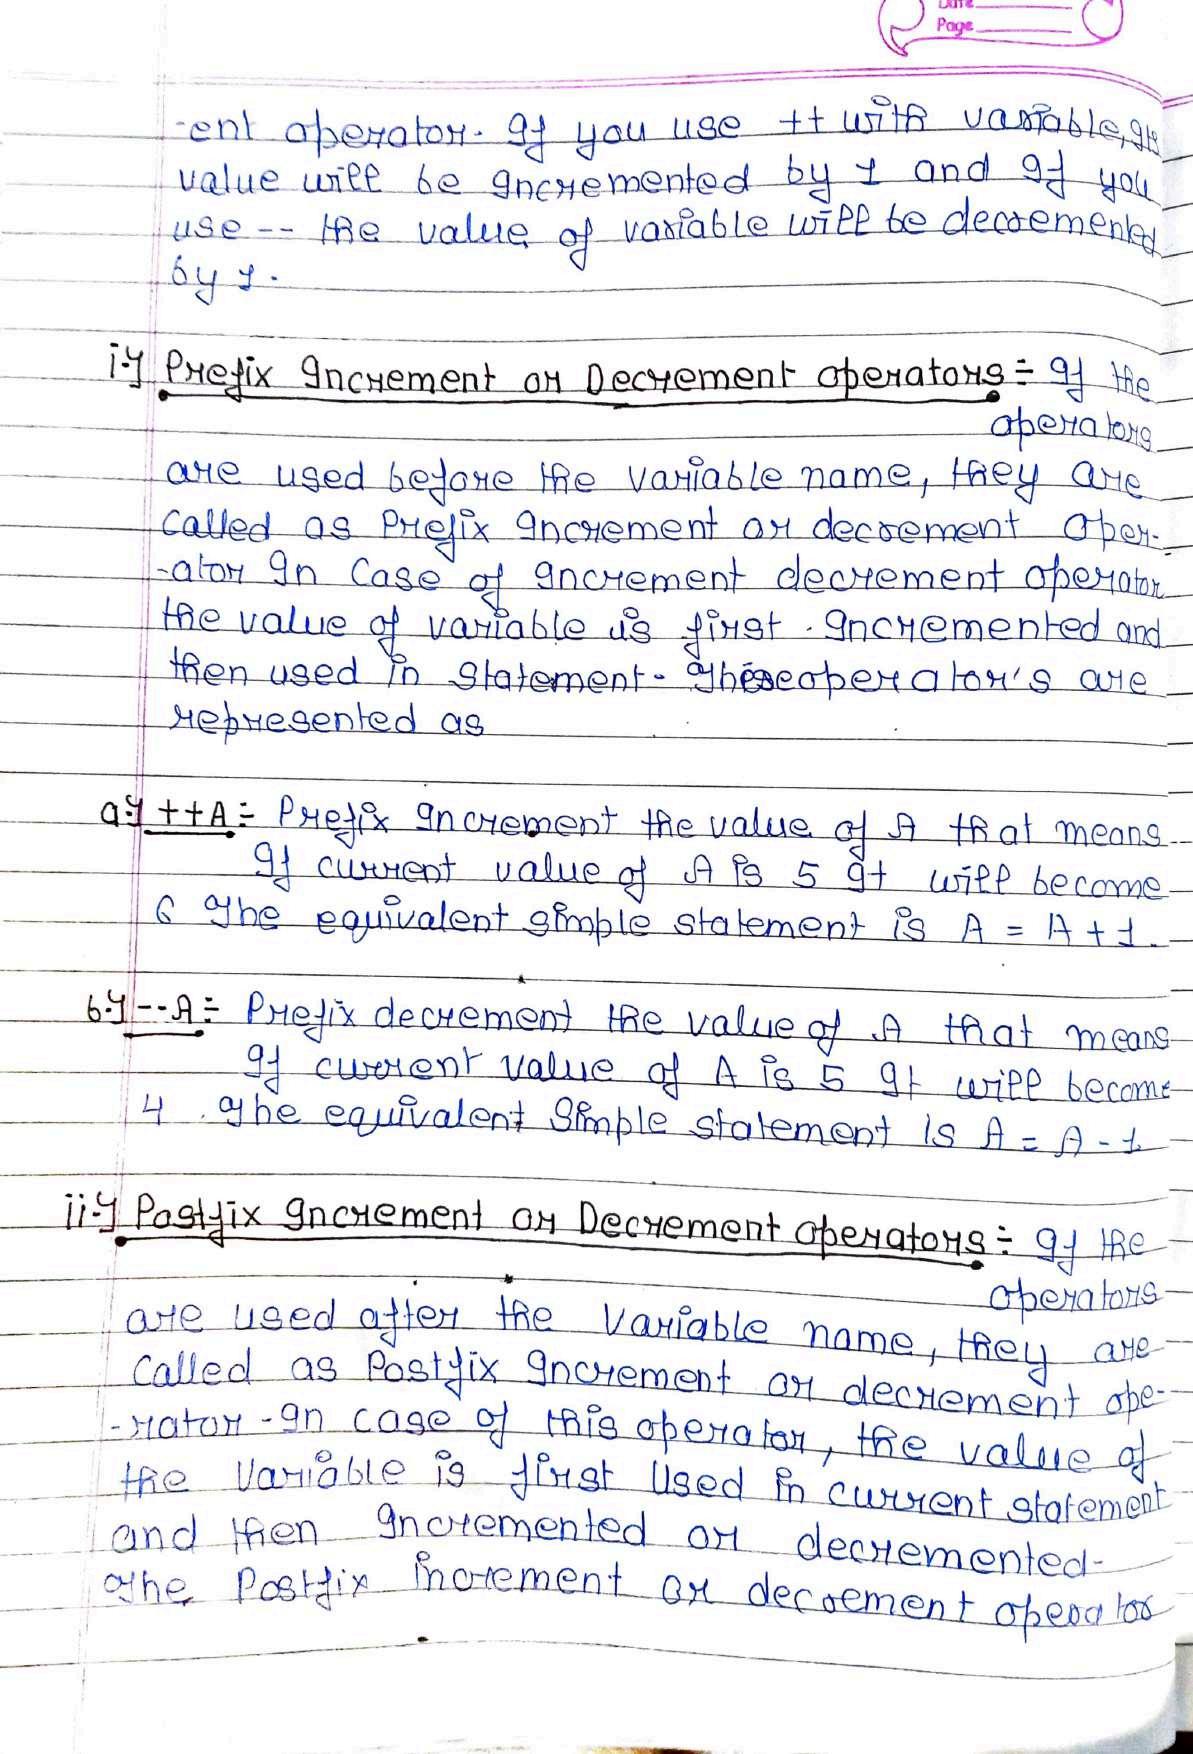 Date
Page
-ent operator. If you use ++ with variable, its
value will be incremented by 1 and if you
use -- the value of variable will be decremented
by 1.
i.) Prefix Increment or Decrement operators :- If the
operators
are used before the variable name, they are
called as Prefix increment or decrement oper-
-ator In case of increment decrement operator
the value of variable is first incremented and
then used in statement. These operator's are
represented as
a.) ++A :- Prefix increment the value of A that means
If current value of A is 5 it will become
6 The equivalent simple statement is A = A + 1.
b.) --A :- Prefix decrement the value of A that means
If current value of A is 5 It will become
4. The equivalent Simple statement is A = A - 1
ii.) Postfix Increment or Decrement operators :- If the
operators
are used after the variable name, they are
called as Postfix increment or decrement ope-
-rator. In case of this operator, the value of
the variable is first used in current statement
and then incremented or decremented.
The Postfix increment or decrement operator